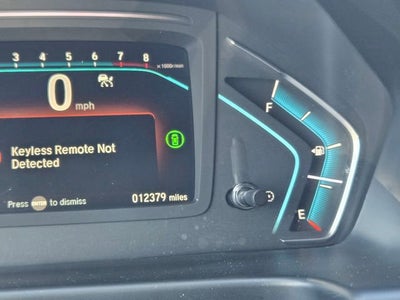 3 4 5 6 7 8
x1000r/min
0
mph
Keyless Remote Not
Detected
Press ENTER to dismiss
012379 miles
F
E